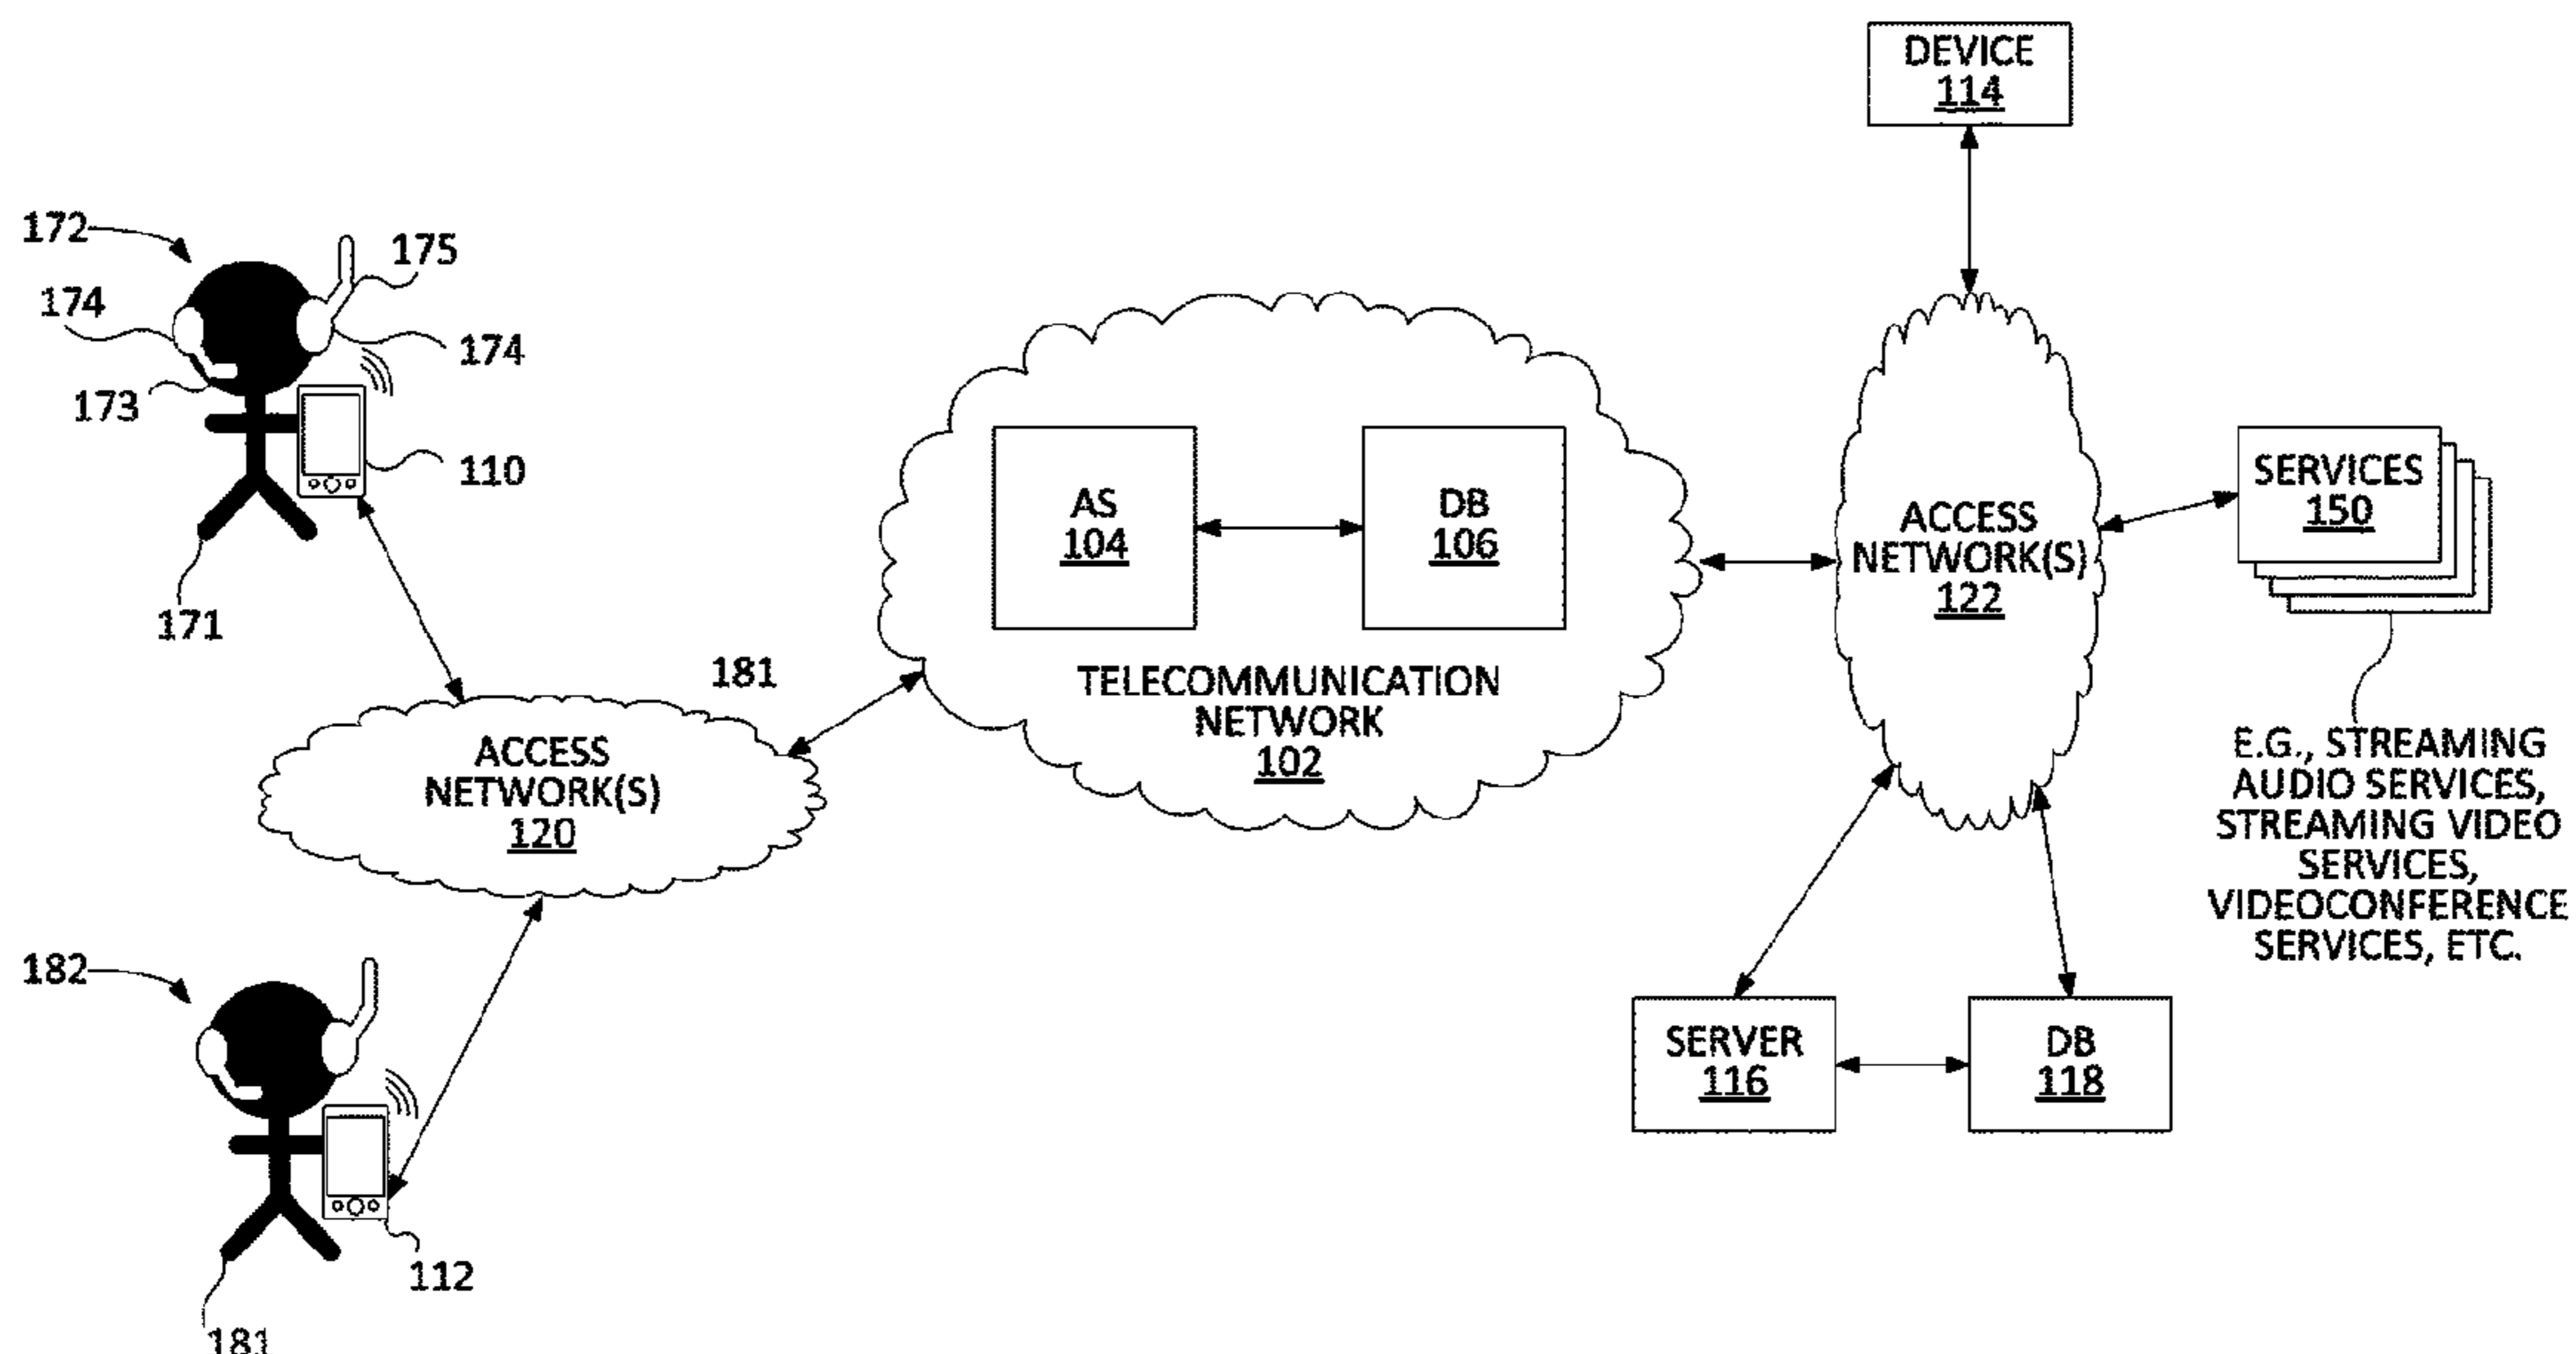 DEVICE
114
172
175
174
174
173
110
171
AS
104
DB
106
TELECOMMUNICATION
NETWORK
102
181
ACCESS
NETWORK(S)
120
ACCESS
NETWORK(S)
122
SERVICES
150
E.G., STREAMING
AUDIO SERVICES,
STREAMING VIDEO
SERVICES,
VIDEOCONFERENCE
SERVICES, ETC.
182
112
181
SERVER
116
DB
118